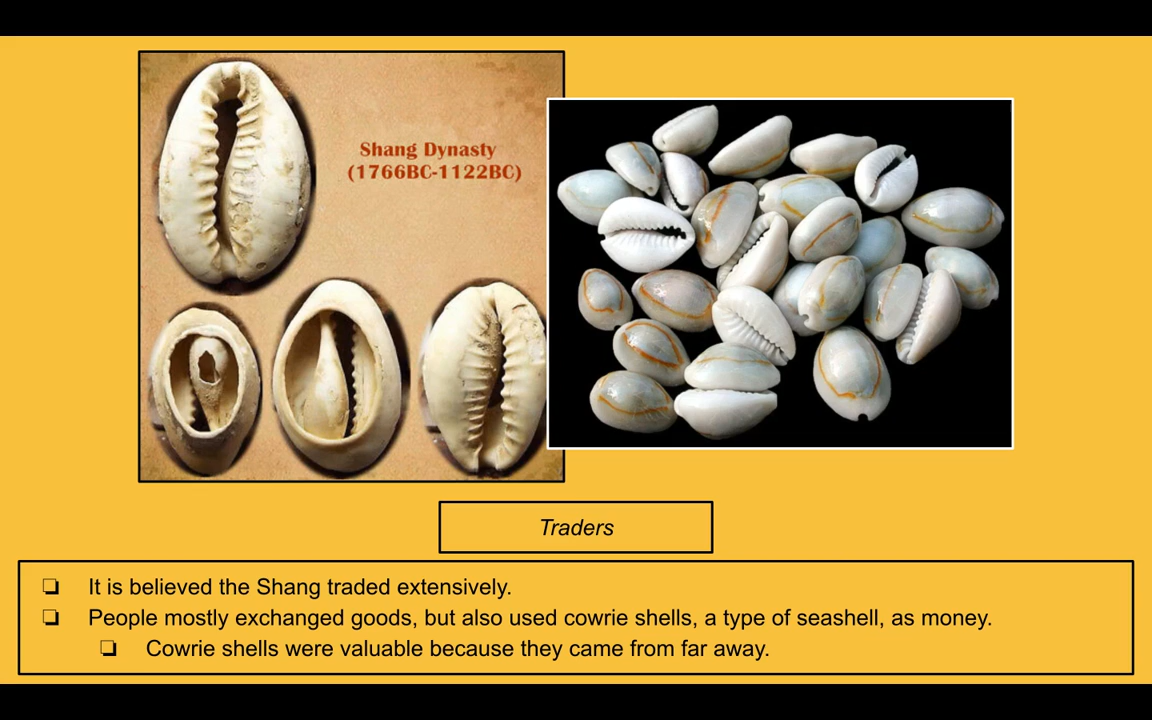 Shang Dynasty
(1766BC-1122BC)
Traders
❏ It is believed the Shang traded extensively.
❏ People mostly exchanged goods, but also used cowrie shells, a type of seashell, as money.
❏ Cowrie shells were valuable because they came from far away.